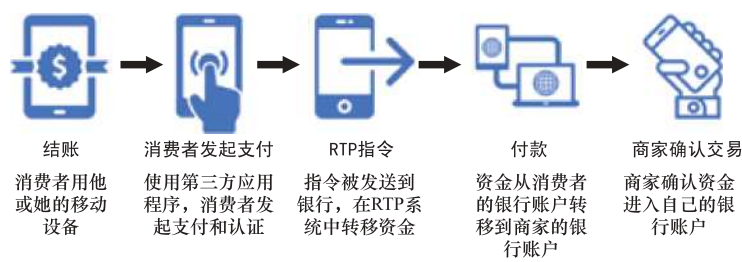 $
结账
消费者用他
或她的移动
设备
消费者发起支付
使用第三方应用
程序，消费者发
起支付和认证
RTP指令
指令被发送到
银行，在RTP系
统中转移资金
付款
资金从消费者
的银行账户转
移到商家的银
行账户
商家确认交易
商家确认资金
进入自己的银
行账户